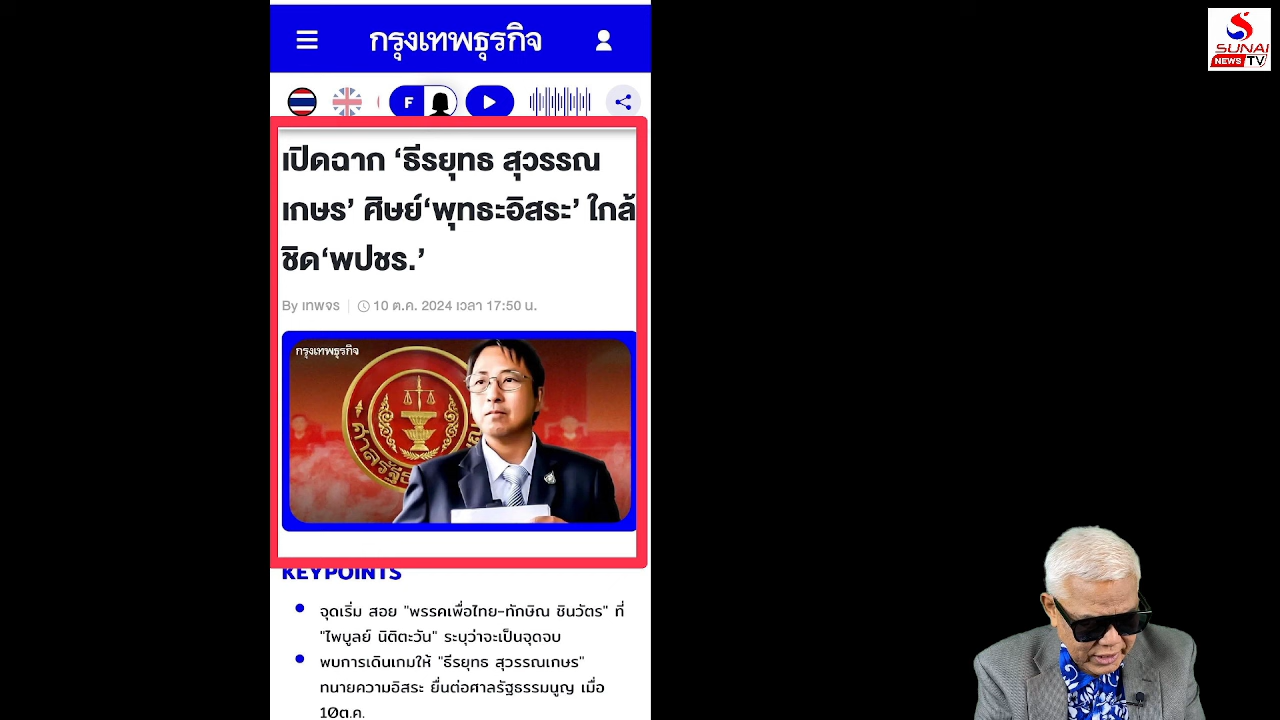 กรุงเทพธุรกิจ
SUNAI
NEWS TV
F
เปิดฉาก ‘ธีรยุทธ สุวรรณ
เกษร’ ศิษย์‘พุทธะอิสระ’ ใกล้
ชิด‘พปชร.’
By เทพจร | 10 ต.ค. 2024 เวลา 17:50 น.
กรุงเทพธุรกิจ
KEYPOINTS
จุดเริ่ม สอย "พรรคเพื่อไทย-ทักษิณ ชินวัตร" ที่
"ไพบูลย์ นิติตะวัน" ระบุว่าจะเป็นจุดจบ
พบการเดินเกมให้ "ธีรยุทธ สุวรรณเกษร"
ทนายความอิสระ ยื่นต่อศาลรัฐธรรมนูญ เมื่อ
10ต.ค.